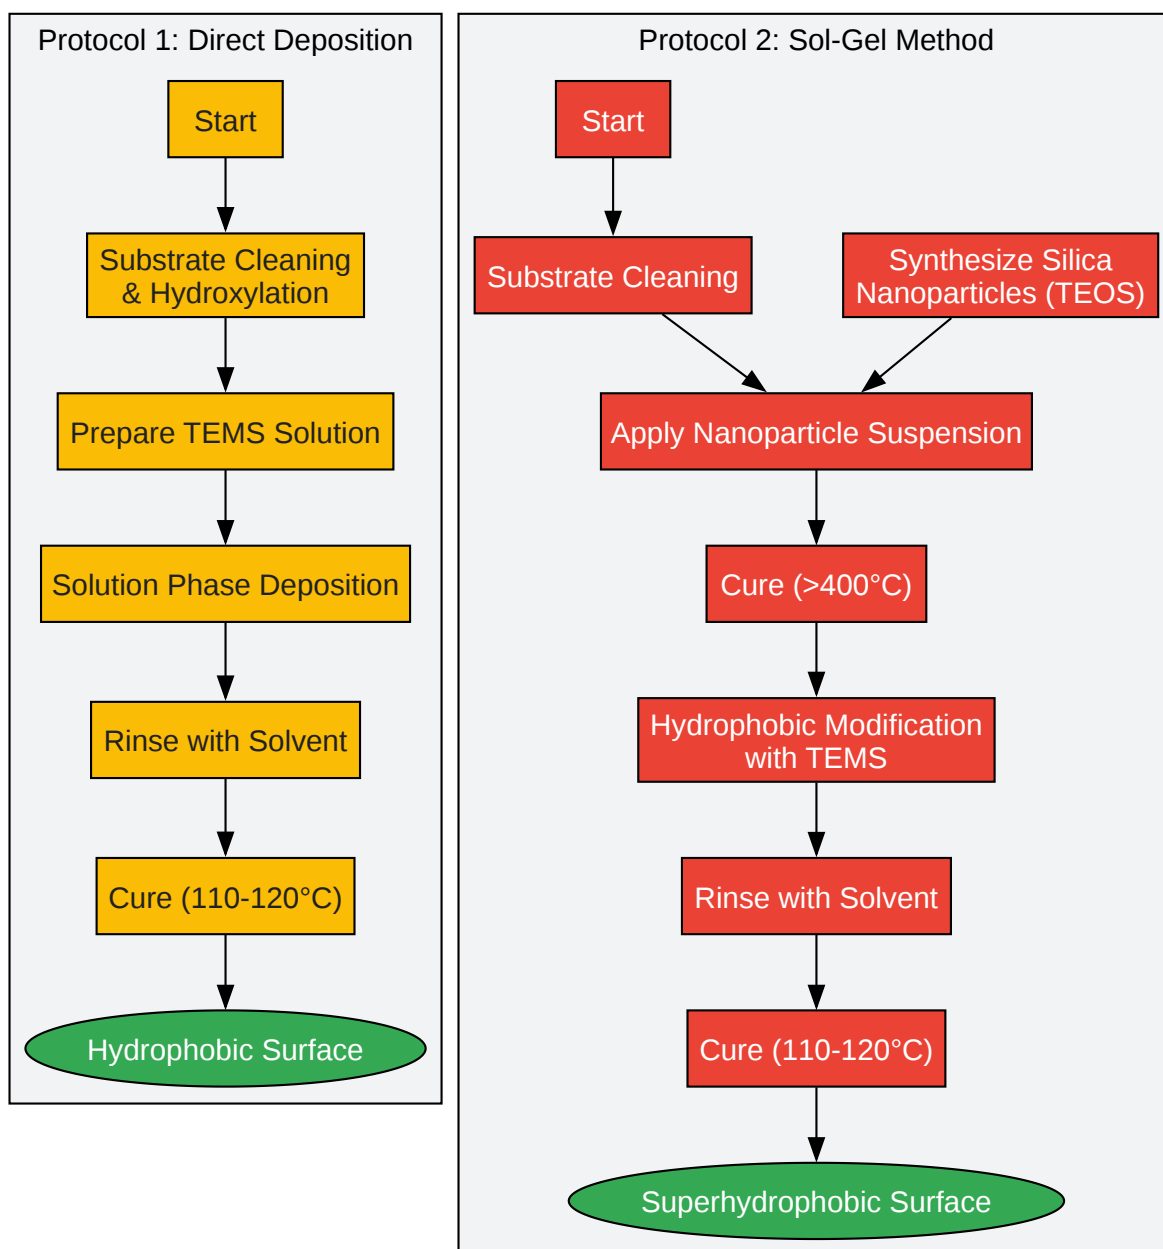 Protocol 1: Direct Deposition
Start
Substrate Cleaning
& Hydroxylation
Prepare TEMS Solution
Solution Phase Deposition
Rinse with Solvent
Cure (110-120°C)
Hydrophobic Surface
Protocol 2: Sol-Gel Method
Start
Substrate Cleaning
Synthesize Silica
Nanoparticles (TEOS)
Apply Nanoparticle Suspension
Cure (>400°C)
Hydrophobic Modification
with TEMS
Rinse with Solvent
Cure (110-120°C)
Superhydrophobic Surface